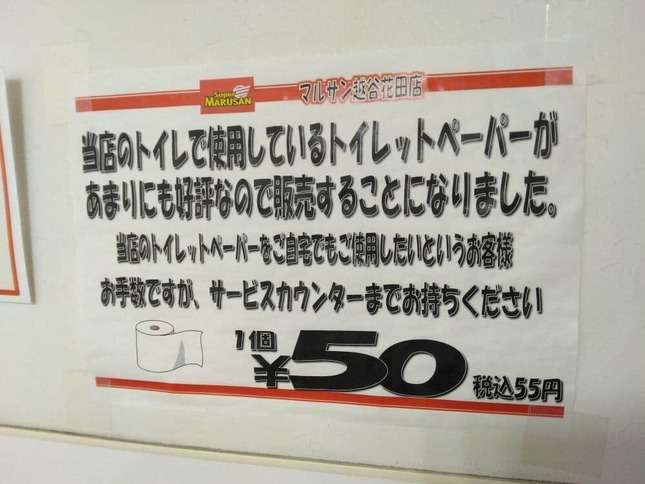 Super
MARUSAN
マルサン越谷花田店
当店のトイレで使用しているトイレットペーパーが
あまりにも好評なので販売することになりました。
当店のトイレットペーパーをご自宅でもご使用したいというお客様
お手数ですが、サービスカウンターまでお持ちください
1個
¥50
税込55円